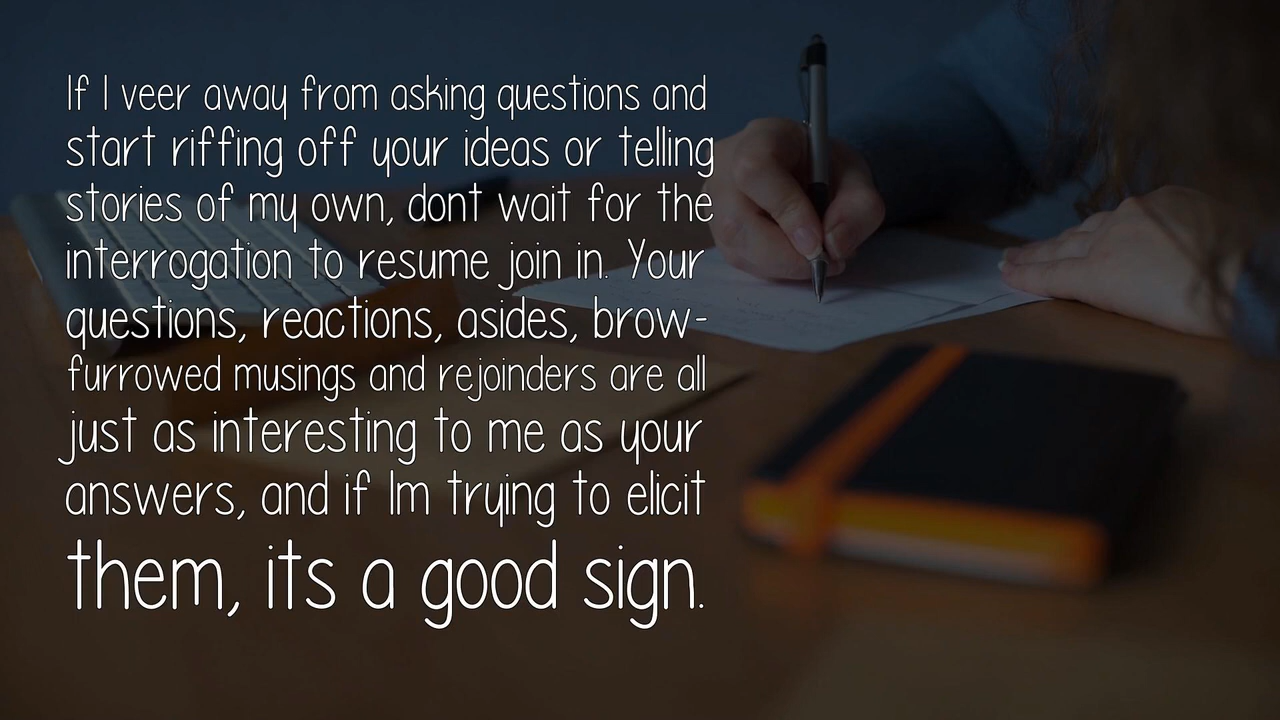 If I veer away from asking questions and
start riffing off your ideas or telling
stories of my own, dont wait for the
interrogation to resume join in. Your
questions, reactions, asides, brow-
furrowed musings and rejoinders are all
just as interesting to me as your
answers, and if Im trying to elicit
them, its a good sign.